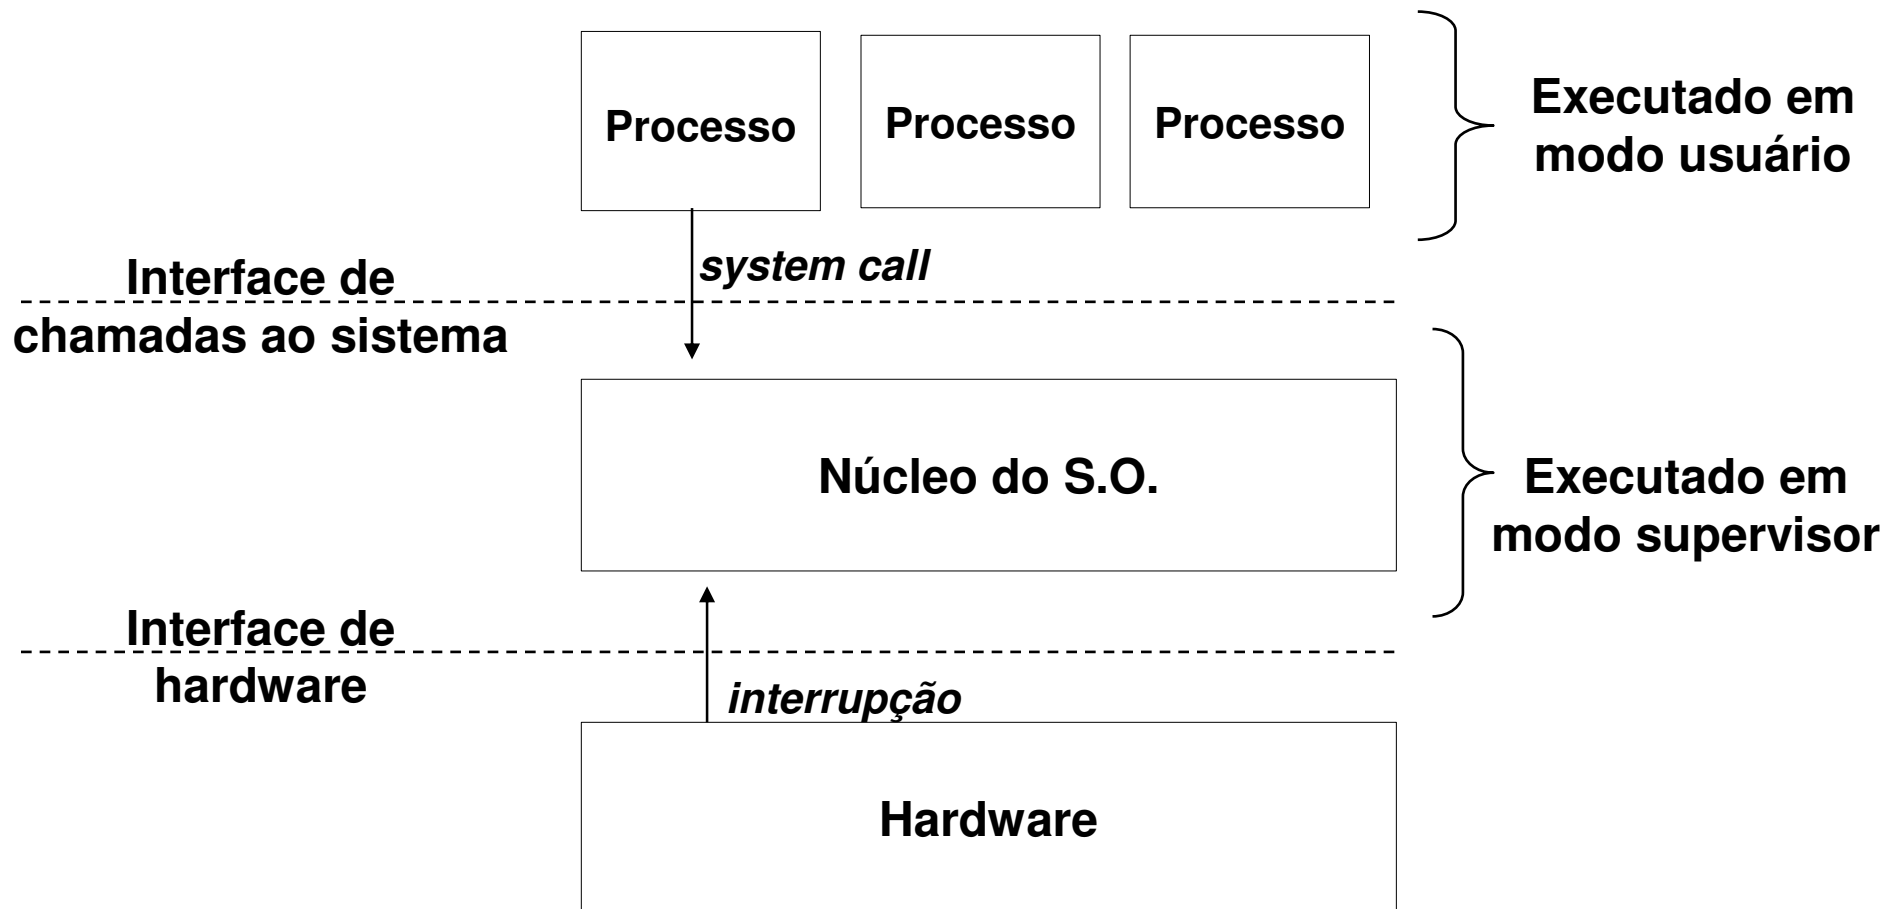 Processo
Processo
Processo
Executado em
modo usuário
system call
Interface de
chamadas ao sistema
Núcleo do S.O.
Executado em
modo supervisor
Interface de
hardware
interrupção
Hardware